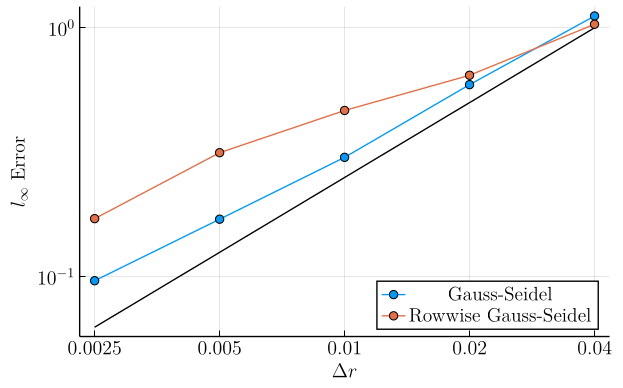 10⁰
10⁻¹
l∞ Error
Gauss-Seidel
Rowwise Gauss-Seidel
0.0025 0.005 0.01 0.02 0.04
Δr